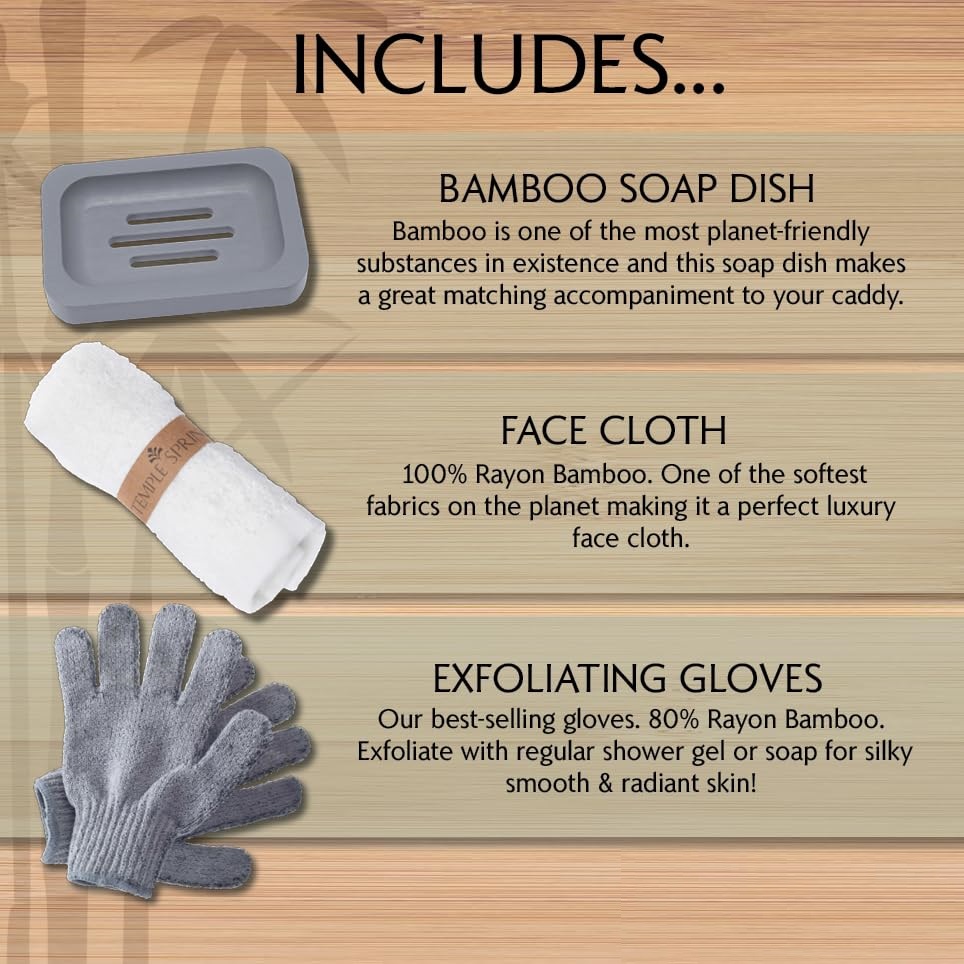 INCLUDES...
BAMBOO SOAP DISH
Bamboo is one of the most planet-friendly
substances in existence and this soap dish makes
a great matching accompaniment to your caddy.
TEMPLE SPRIN
FACE CLOTH
100% Rayon Bamboo. One of the softest
fabrics on the planet making it a perfect luxury
face cloth.
EXFOLIATING GLOVES
Our best-selling gloves. 80% Rayon Bamboo.
Exfoliate with regular shower gel or soap for silky
smooth & radiant skin!